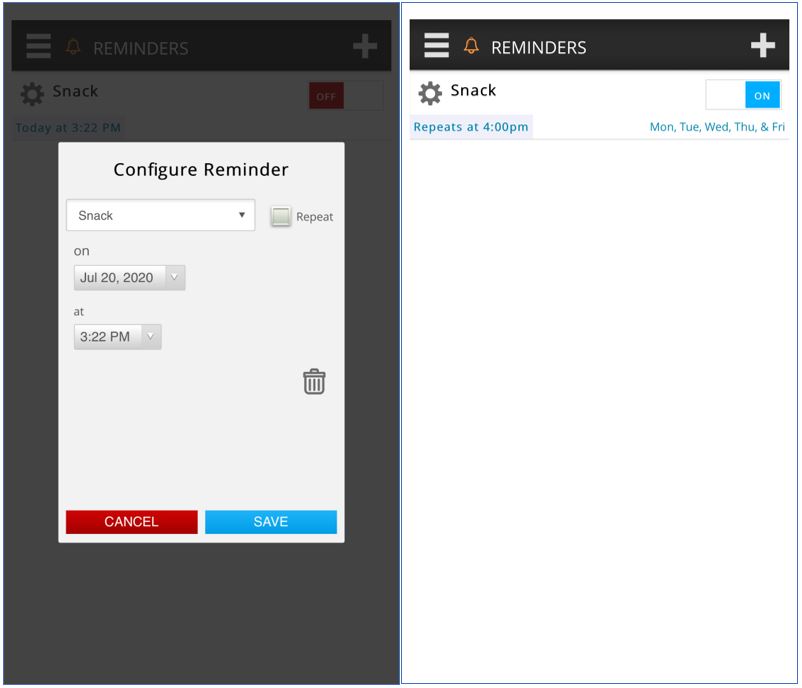 REMINDERS
Snack
OFF
Today at 3:22 PM
Configure Reminder
Snack
Repeat
on
Jul 20, 2020
at
3:22 PM
CANCEL SAVE
REMINDERS
Snack
ON
Repeats at 4:00pm Mon, Tue, Wed, Thu, & Fri